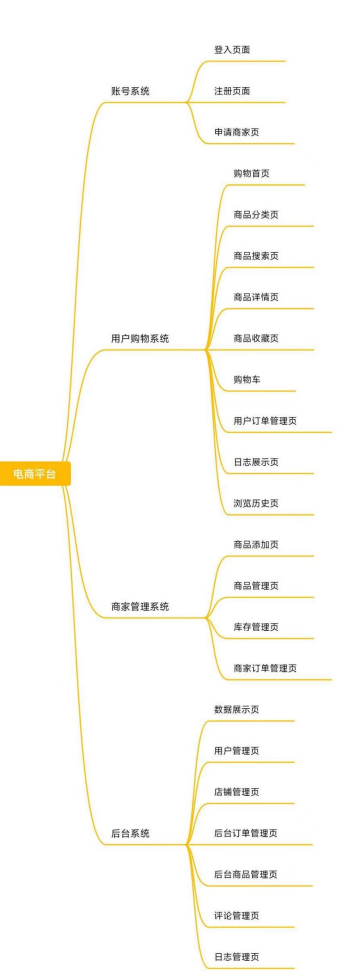 登入页面
账号系统
注册页面
申请商家页
购物首页
商品分类页
商品搜索页
商品详情页
用户购物系统
商品收藏页
购物车
用户订单管理页
日志展示页
电商平台
浏览历史页
商品添加页
商品管理页
商家管理系统
库存管理页
商家订单管理页
数据展示页
用户管理页
店铺管理页
后台系统
后台订单管理页
后台商品管理页
评论管理页
日志管理页